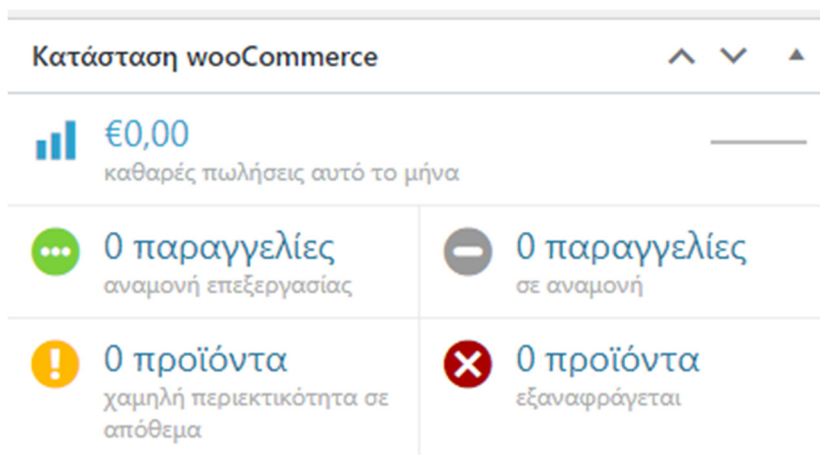 Κατάσταση wooCommerce
€0,00
καθαρές πωλήσεις αυτό το μήνα
0 παραγγελίες
αναμονή επεξεργασίας
0 παραγγελίες
σε αναμονή
0 προϊόντα
χαμηλή περιεκτικότητα σε
απόθεμα
0 προϊόντα
εξαναφράγεται